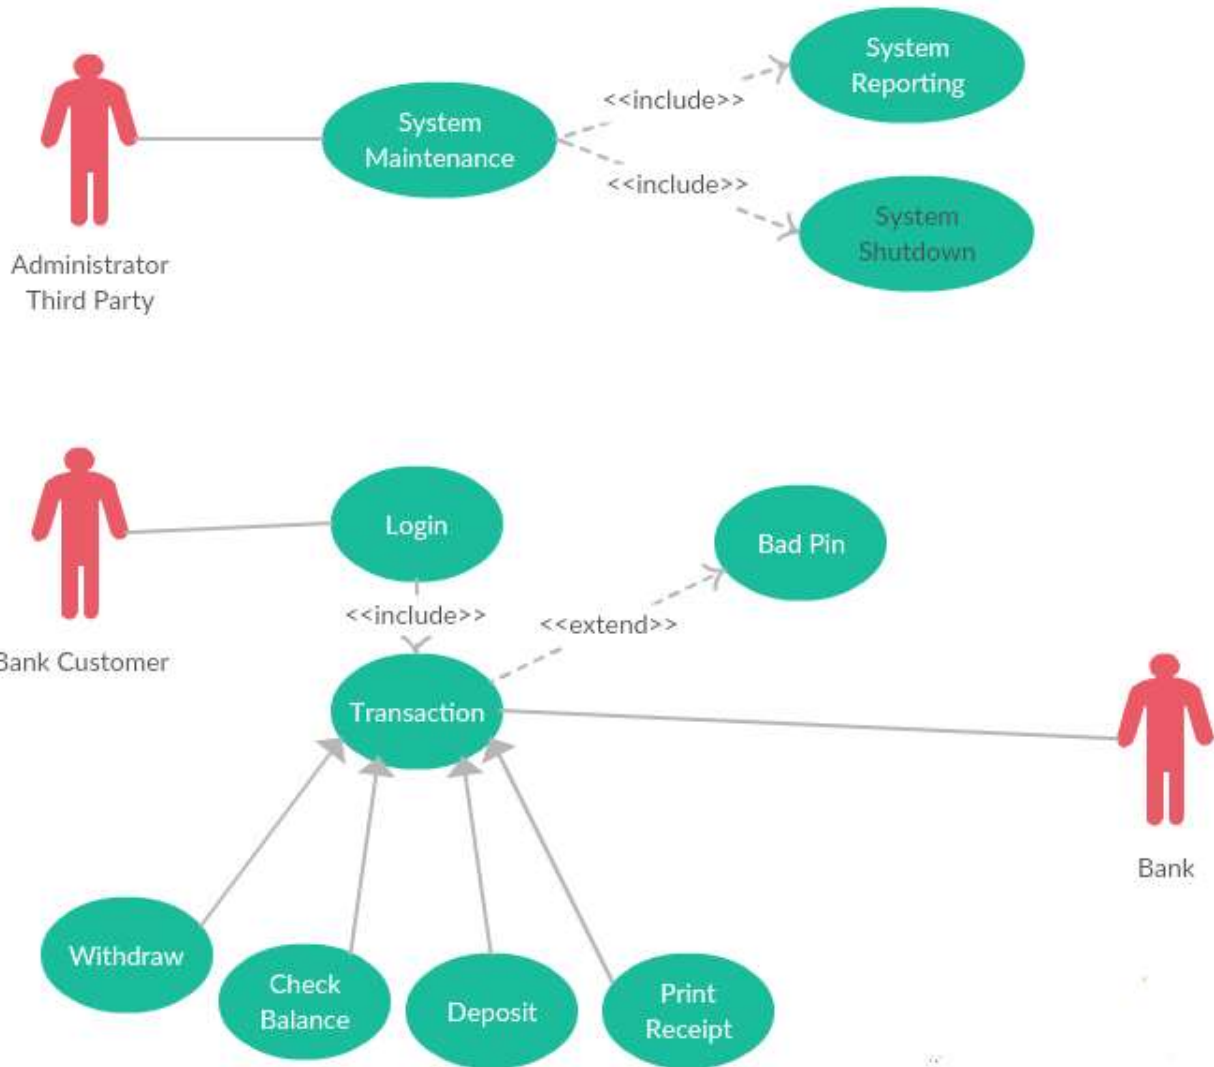 System
Reporting
<<include>>
System
Maintenance
<<include>>
System
Shutdown
Administrator
Third Party
Login
Bad Pin
<<include>>
<<extend>>
Bank Customer
Transaction
Bank
Withdraw
Check
Balance
Deposit
Print
Receipt